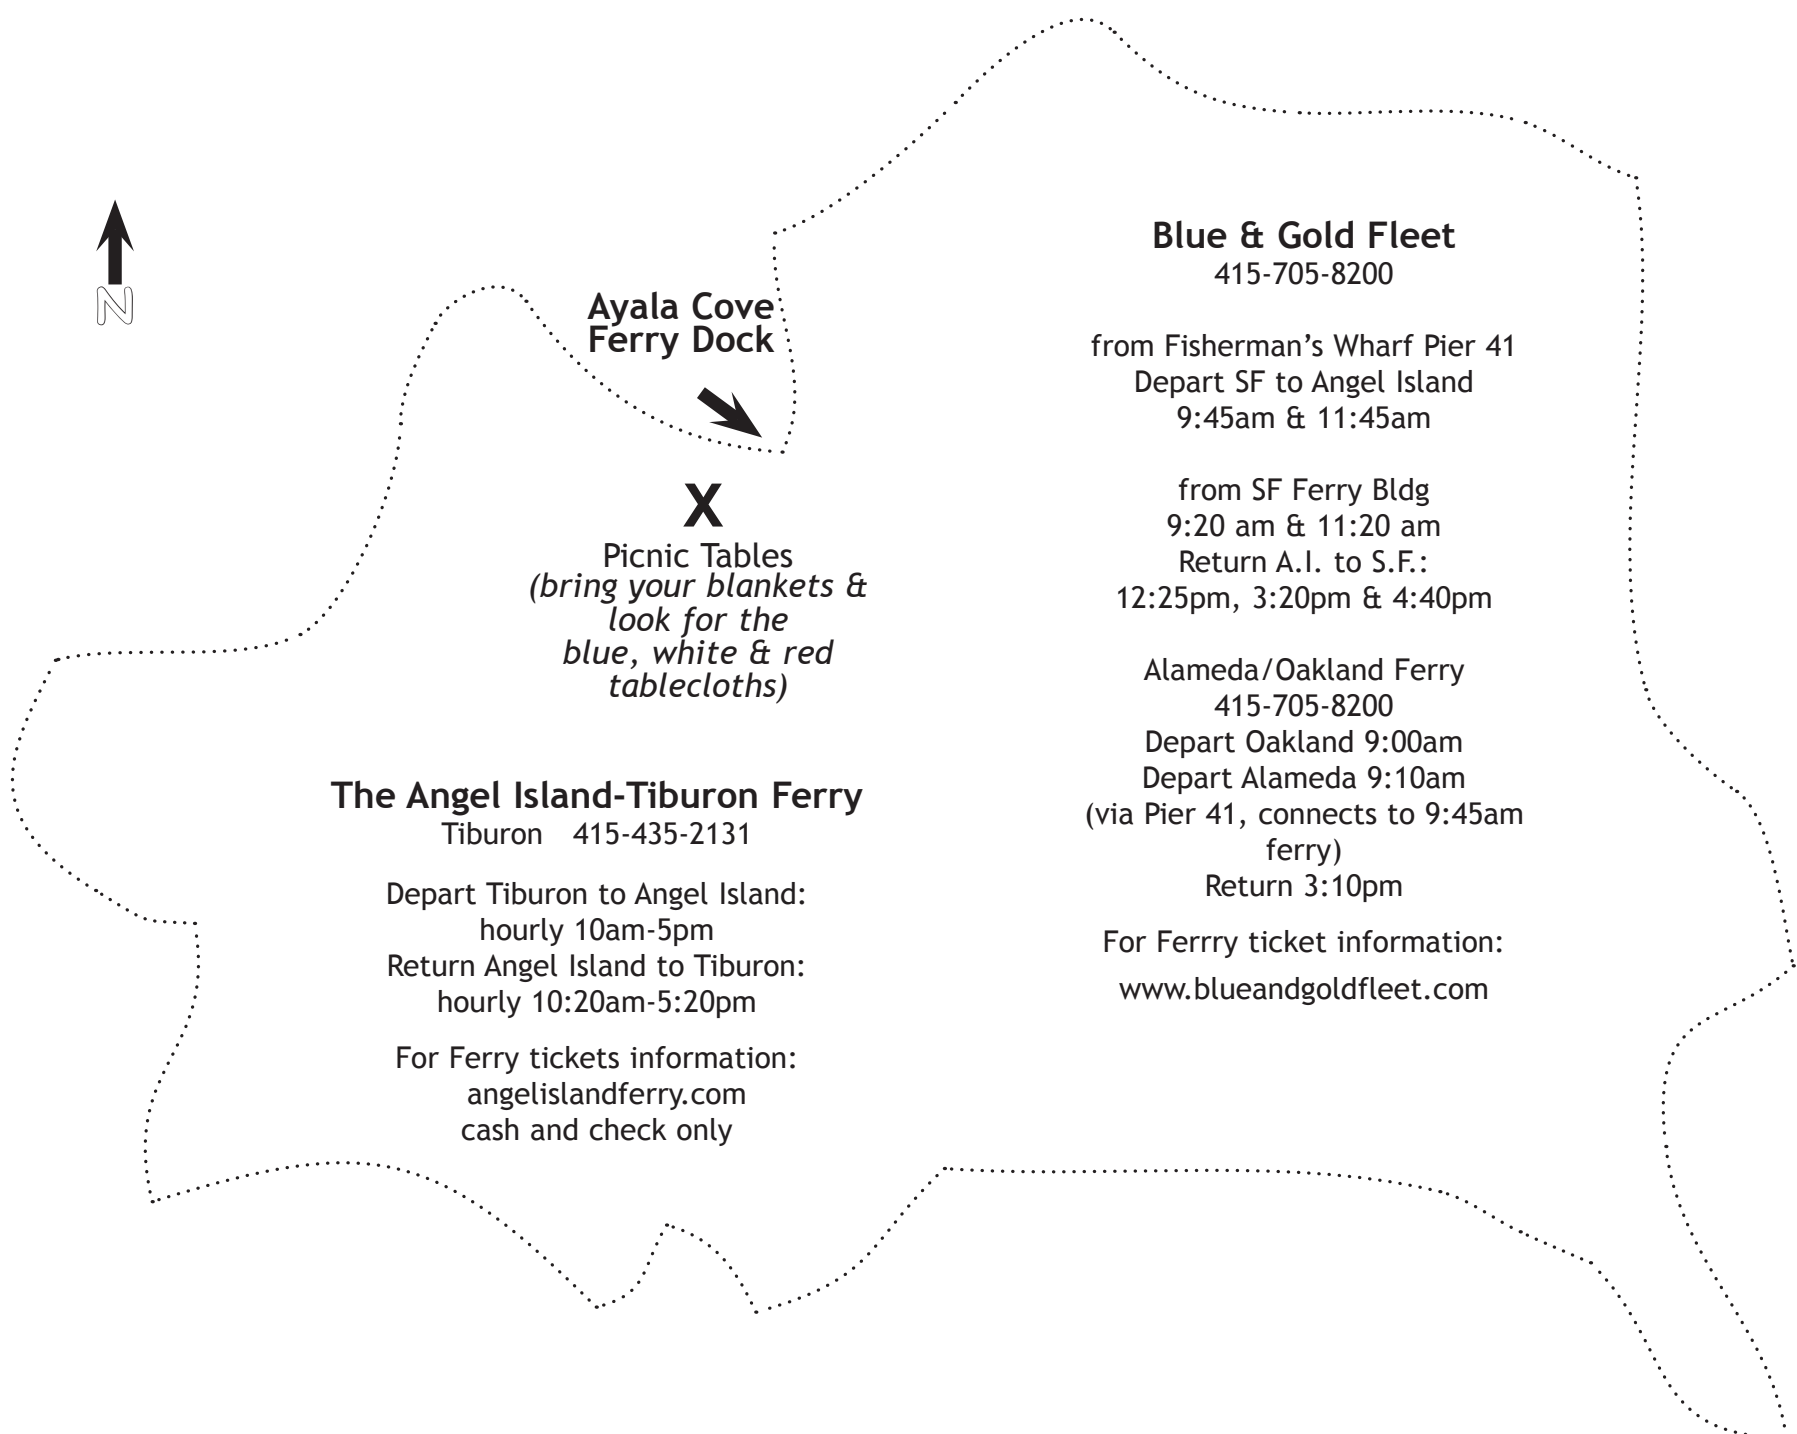 N
Ayala Cove
Ferry Dock
X
Picnic Tables
(bring your blankets &
look for the
blue, white & red
tablecloths)
The Angel Island-Tiburon Ferry
Tiburon 415-435-2131
Depart Tiburon to Angel Island:
hourly 10am-5pm
Return Angel Island to Tiburon:
hourly 10:20am-5:20pm
For Ferry tickets information:
angelislandferry.com
cash and check only
Blue & Gold Fleet
415-705-8200
from Fisherman’s Wharf Pier 41
Depart SF to Angel Island
9:45am & 11:45am
from SF Ferry Bldg
9:20 am & 11:20 am
Return A.I. to S.F.:
12:25pm, 3:20pm & 4:40pm
Alameda/Oakland Ferry
415-705-8200
Depart Oakland 9:00am
Depart Alameda 9:10am
(via Pier 41, connects to 9:45am
ferry)
Return 3:10pm
For Ferrry ticket information:
www.blueandgoldfleet.com